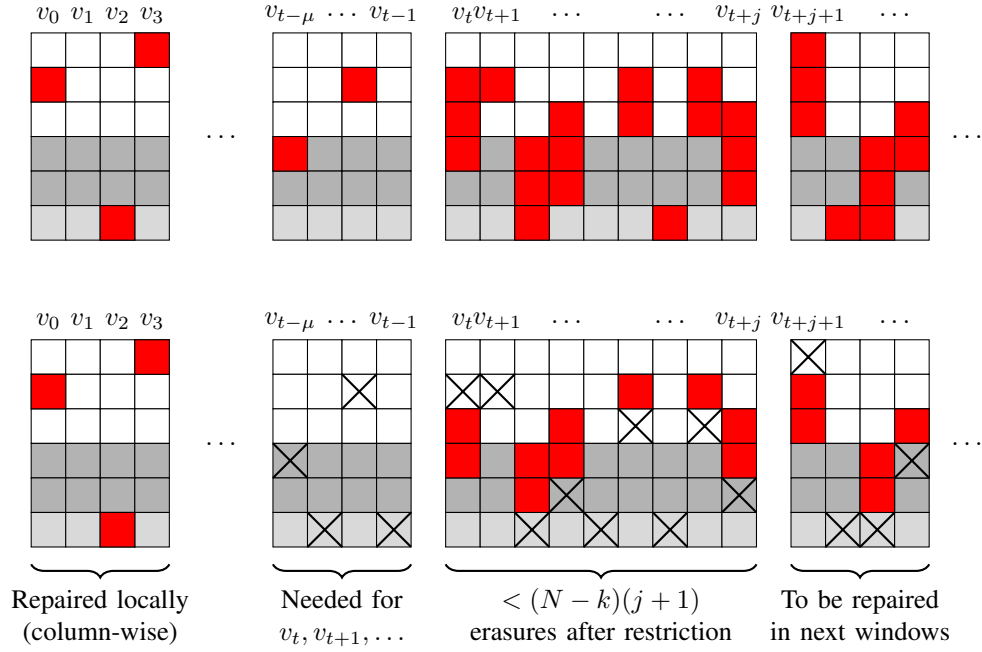 v_0 v_1 v_2 v_3 v_{t−μ} ⋯ v_{t−1} v_t v_{t+1} ⋯ ⋯ v_{t+j} v_{t+j+1} ⋯
⋯ ⋯
v_0 v_1 v_2 v_3 v_{t−μ} ⋯ v_{t−1} v_t v_{t+1} ⋯ ⋯ v_{t+j} v_{t+j+1} ⋯
⋯ ⋯
Repaired locally
(column-wise)
Needed for
v_t, v_{t+1}, …
< (N − k)(j + 1)
erasures after restriction
To be repaired
in next windows